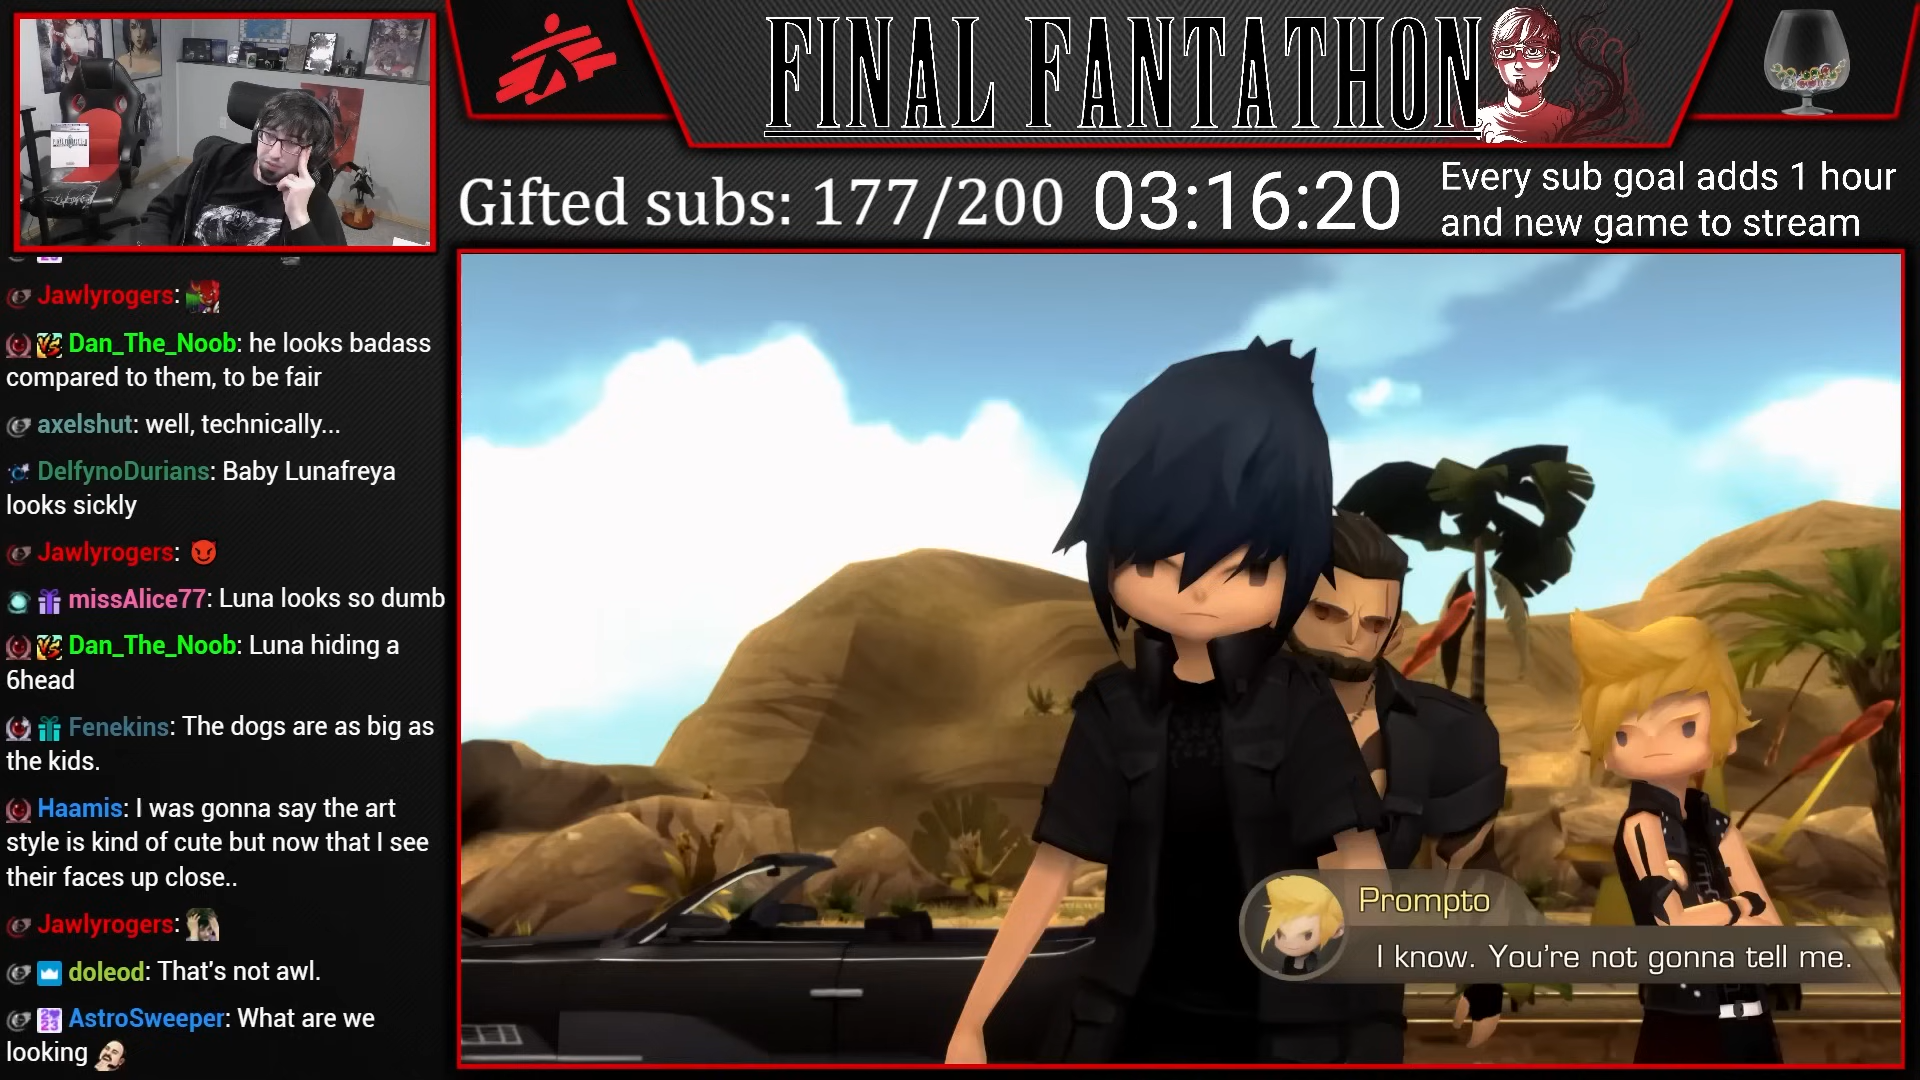 FINAL FANTATHON
Gifted subs: 177/200
03:16:20
Every sub goal adds 1 hour
and new game to stream
Jawlyrogers:
Dan_The_Noob: he looks badass
compared to them, to be fair
axelshut: well, technically...
DelfynoDurians: Baby Lunafreya
looks sickly
Jawlyrogers: 😈
missAlice77: Luna looks so dumb
Dan_The_Noob: Luna hiding a
6head
Fenekins: The dogs are as big as
the kids.
Haamis: I was gonna say the art
style is kind of cute but now that I see
their faces up close..
Jawlyrogers:
doleod: That's not awl.
AstroSweeper: What are we
looking
Prompto
I know. You're not gonna tell me.